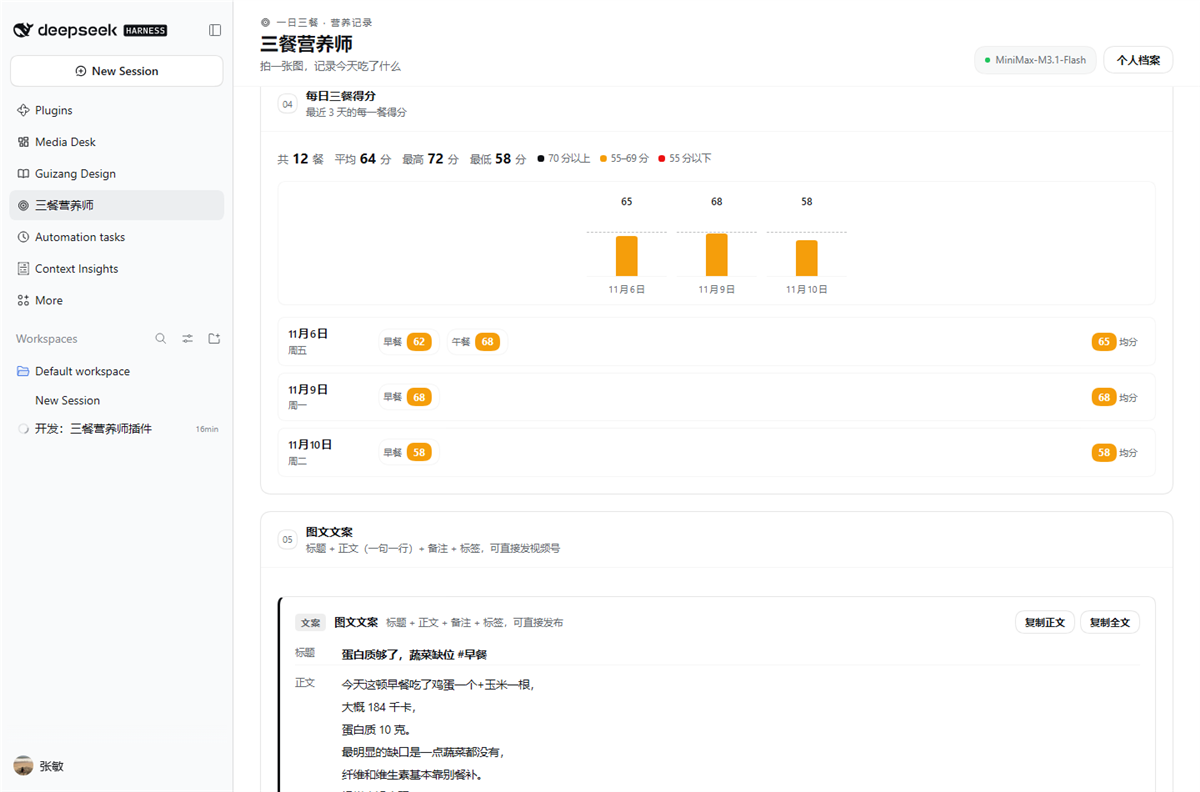 deepseek HARNESS
New Session
Plugins
Media Desk
Guizang Design
三餐营养师
Automation tasks
Context Insights
More
Workspaces
Default workspace
New Session
开发：三餐营养师插件 16min
张敏
一日三餐 · 营养记录
三餐营养师
拍一张图，记录今天吃了什么
MiniMax-M3.1-Flash
个人档案
04
每日三餐得分
最近 3 天的每一餐得分
共 12 餐 平均 64 分 最高 72 分 最低 58 分 70 分以上 55–69 分 55 分以下
65 68 58
11月6日 11月9日 11月10日
11月6日
周五
早餐 62 午餐 68
65 均分
11月9日
周一
早餐 68
68 均分
11月10日
周二
早餐 58
58 均分
05
图文文案
标题 + 正文（一句一行）+ 备注 + 标签，可直接发视频号
文案 图文文案 标题 + 正文 + 备注 + 标签，可直接发布
复制正文 复制全文
标题 蛋白质够了，蔬菜缺位 #早餐
正文 今天这顿早餐吃了鸡蛋一个+玉米一根，
大概 184 千卡，
蛋白质 10 克。
最明显的缺口是一点蔬菜都没有，
纤维和维生素基本靠别餐补。